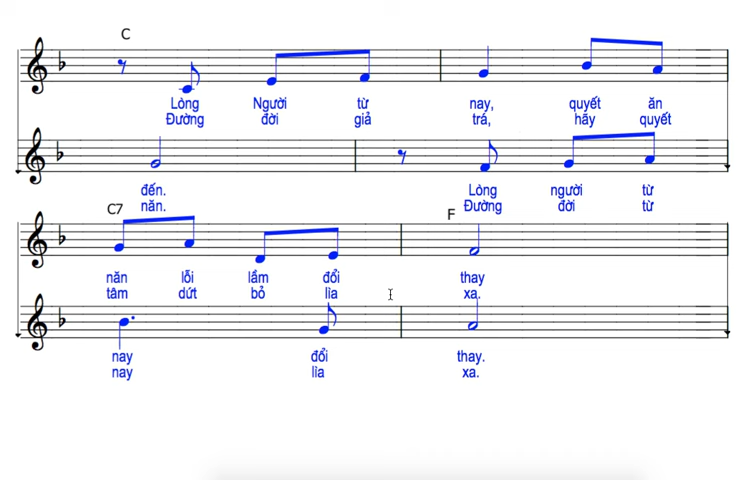 C
Lòng Người từ nay, quyết ăn
Đường đời giả trá, hãy quyết
đến. Lòng người từ
năn. Đường đời từ
C7 F
năn lỗi lầm đổi thay
tâm dứt bỏ lìa xa.
nay đổi thay.
nay lìa xa.